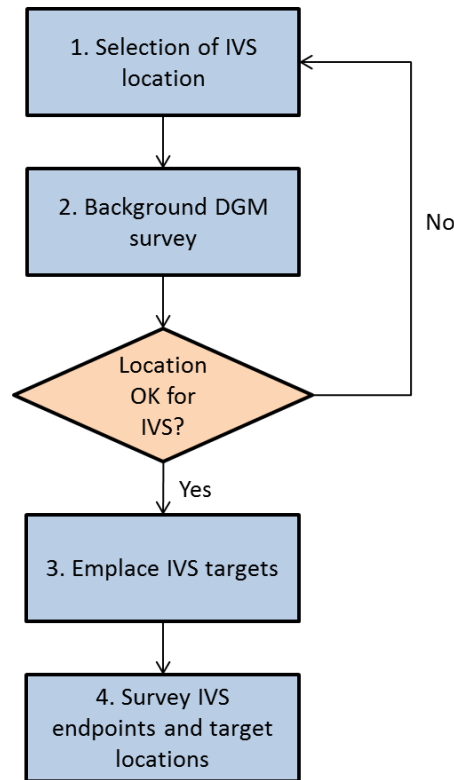 1. Selection of IVS
location
2. Background DGM
survey
No
Location
OK for
IVS?
Yes
3. Emplace IVS targets
4. Survey IVS
endpoints and target
locations